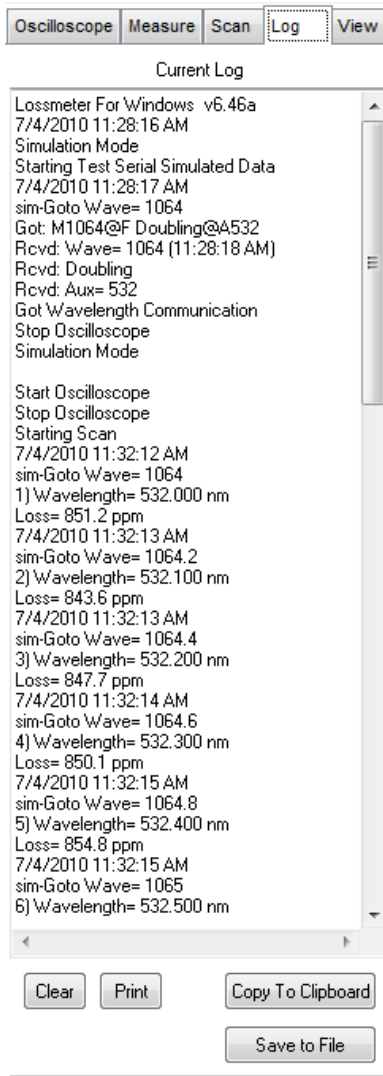 Oscilloscope Measure Scan Log View
Current Log
Lossmeter For Windows v6.46a
7/4/2010 11:28:16 AM
Simulation Mode
Starting Test Serial Simulated Data
7/4/2010 11:28:17 AM
sim-Goto Wave= 1064
Got: M1064@F Doubling@A532
Rcvd: Wave= 1064 (11:28:18 AM)
Rcvd: Doubling
Rcvd: Aux= 532
Got Wavelength Communication
Stop Oscilloscope
Simulation Mode
Start Oscilloscope
Stop Oscilloscope
Starting Scan
7/4/2010 11:32:12 AM
sim-Goto Wave= 1064
1) Wavelength= 532.000 nm
Loss= 851.2 ppm
7/4/2010 11:32:13 AM
sim-Goto Wave= 1064.2
2) Wavelength= 532.100 nm
Loss= 843.6 ppm
7/4/2010 11:32:13 AM
sim-Goto Wave= 1064.4
3) Wavelength= 532.200 nm
Loss= 847.7 ppm
7/4/2010 11:32:14 AM
sim-Goto Wave= 1064.6
4) Wavelength= 532.300 nm
Loss= 850.1 ppm
7/4/2010 11:32:15 AM
sim-Goto Wave= 1064.8
5) Wavelength= 532.400 nm
Loss= 854.8 ppm
7/4/2010 11:32:15 AM
sim-Goto Wave= 1065
6) Wavelength= 532.500 nm
Clear Print Copy To Clipboard
Save to File